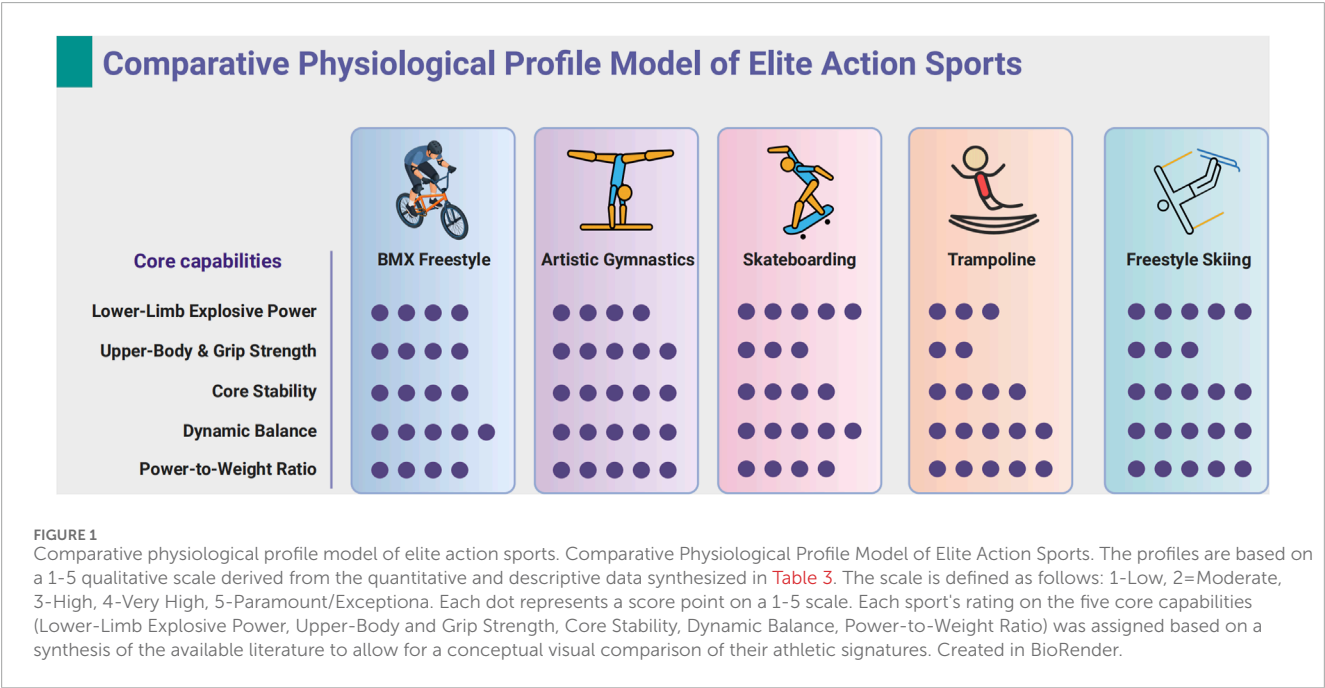 Comparative Physiological Profile Model of Elite Action Sports
Core capabilities
BMX Freestyle
Artistic Gymnastics
Skateboarding
Trampoline
Freestyle Skiing
Lower-Limb Explosive Power
Upper-Body & Grip Strength
Core Stability
Dynamic Balance
Power-to-Weight Ratio
FIGURE 1
Comparative physiological profile model of elite action sports. Comparative Physiological Profile Model of Elite Action Sports. The profiles are based on
a 1-5 qualitative scale derived from the quantitative and descriptive data synthesized in Table 3. The scale is defined as follows: 1-Low, 2=Moderate,
3-High, 4-Very High, 5-Paramount/Exceptiona. Each dot represents a score point on a 1-5 scale. Each sport's rating on the five core capabilities
(Lower-Limb Explosive Power, Upper-Body and Grip Strength, Core Stability, Dynamic Balance, Power-to-Weight Ratio) was assigned based on a
synthesis of the available literature to allow for a conceptual visual comparison of their athletic signatures. Created in BioRender.